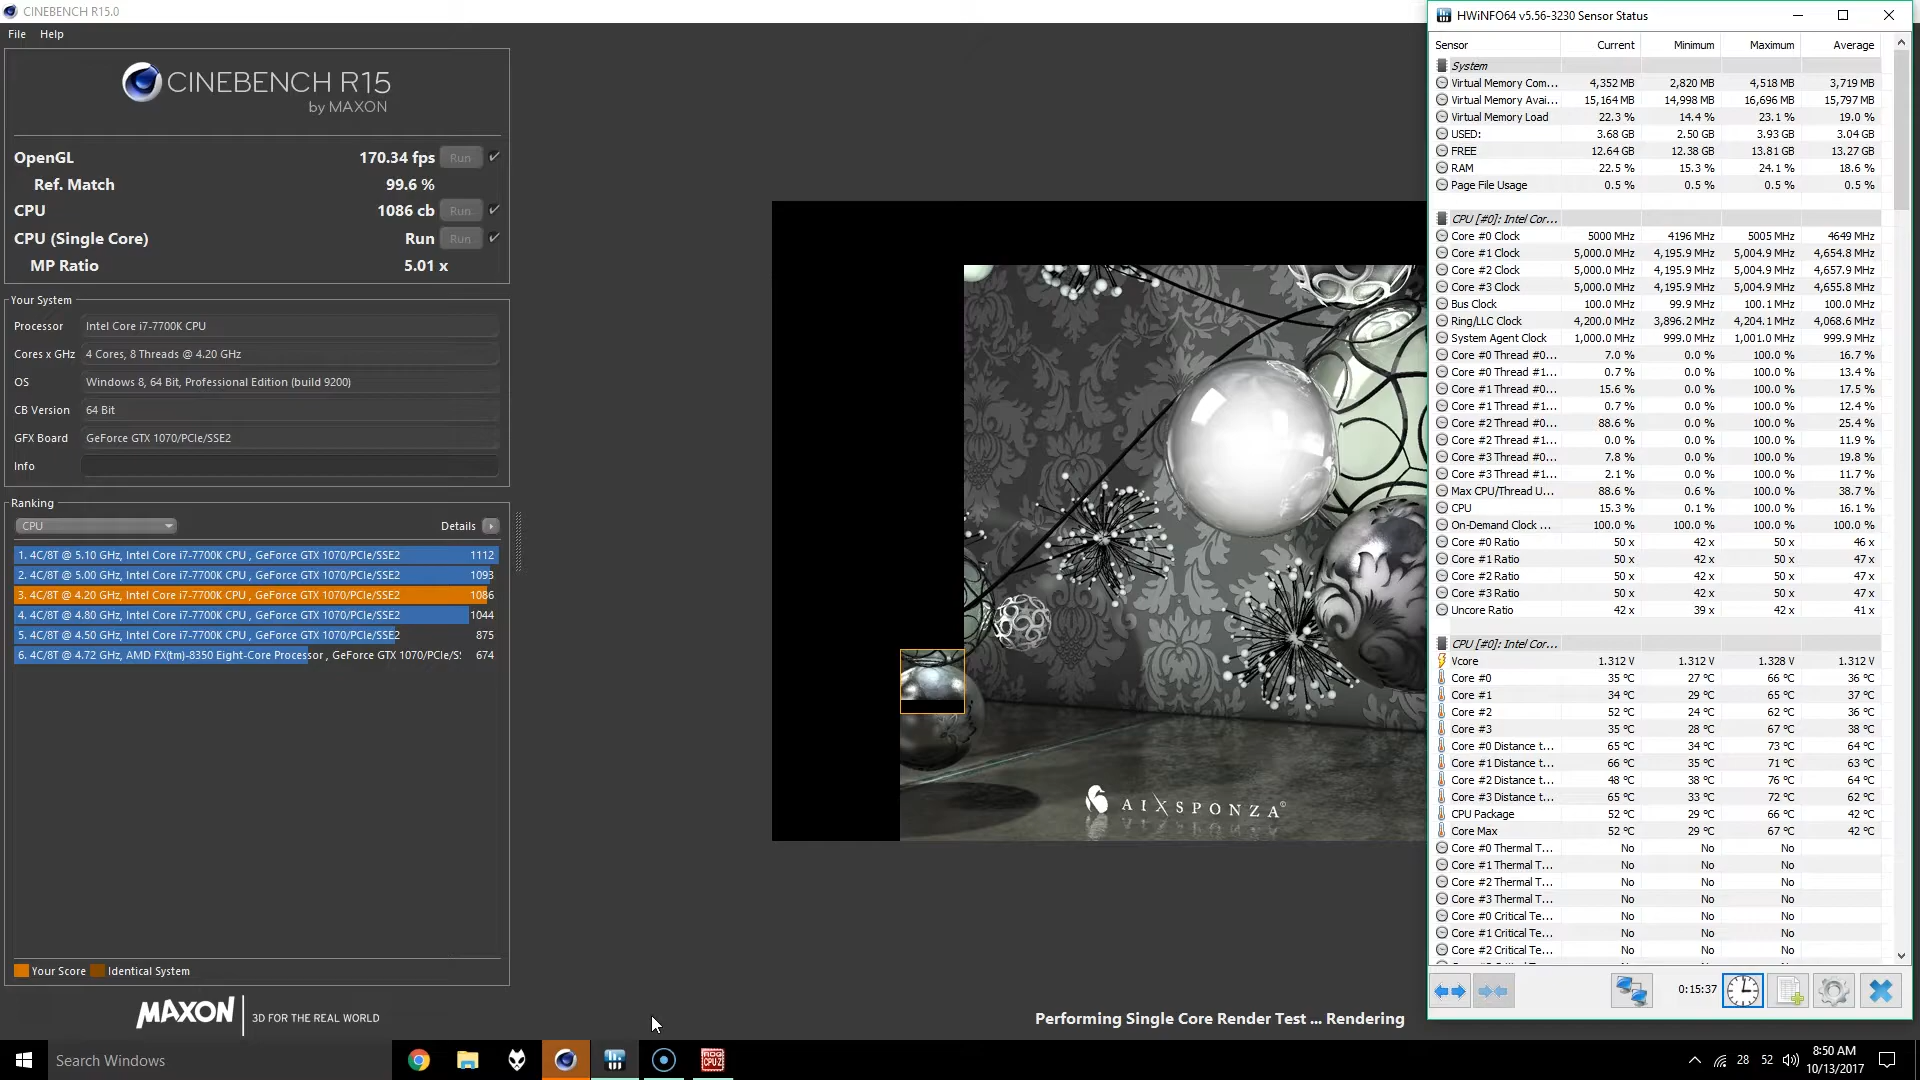 CINEBENCH R15.0
File Help
CINEBENCH R15
by MAXON
OpenGL 170.34 fps Run
Ref. Match 99.6 %
CPU 1086 cb Run
CPU (Single Core) Run Run
MP Ratio 5.01 x
Your System
Processor Intel Core i7-7700K CPU
Cores x GHz 4 Cores, 8 Threads @ 4.20 GHz
OS Windows 8, 64 Bit, Professional Edition (build 9200)
CB Version 64 Bit
GFX Board GeForce GTX 1070/PCIe/SSE2
Info
Ranking
CPU Details
1. 4C/8T @ 5.10 GHz, Intel Core i7-7700K CPU , GeForce GTX 1070/PCIe/SSE2 1112
2. 4C/8T @ 5.00 GHz, Intel Core i7-7700K CPU , GeForce GTX 1070/PCIe/SSE2 1093
3. 4C/8T @ 4.20 GHz, Intel Core i7-7700K CPU , GeForce GTX 1070/PCIe/SSE2 1086
4. 4C/8T @ 4.80 GHz, Intel Core i7-7700K CPU , GeForce GTX 1070/PCIe/SSE2 1044
5. 4C/8T @ 4.50 GHz, Intel Core i7-7700K CPU , GeForce GTX 1070/PCIe/SSE2 875
6. 4C/8T @ 4.72 GHz, AMD FX(tm)-8350 Eight-Core Processor , GeForce GTX 1070/PCIe/S 674
Your Score Identical System
MAXON 3D FOR THE REAL WORLD
AIXSPONZA©
Performing Single Core Render Test ... Rendering
HWiNFO64 v5.56-3230 Sensor Status
Sensor Current Minimum Maximum Average
System
Virtual Memory Com... 4,352 MB 2,820 MB 4,518 MB 3,719 MB
Virtual Memory Avai... 15,164 MB 14,998 MB 16,696 MB 15,797 MB
Virtual Memory Load 22.3 % 14.4 % 23.1 % 19.0 %
USED: 3.68 GB 2.50 GB 3.93 GB 3.04 GB
FREE 12.64 GB 12.38 GB 13.81 GB 13.27 GB
RAM 22.5 % 15.3 % 24.1 % 18.6 %
Page File Usage 0.5 % 0.5 % 0.5 % 0.5 %
CPU [#0]: Intel Cor...
Core #0 Clock 5000 MHz 4196 MHz 5005 MHz 4649 MHz
Core #1 Clock 5,000.0 MHz 4,195.9 MHz 5,004.9 MHz 4,654.8 MHz
Core #2 Clock 5,000.0 MHz 4,195.9 MHz 5,004.9 MHz 4,657.9 MHz
Core #3 Clock 5,000.0 MHz 4,195.9 MHz 5,004.9 MHz 4,655.8 MHz
Bus Clock 100.0 MHz 99.9 MHz 100.1 MHz 100.0 MHz
Ring/LLC Clock 4,200.0 MHz 3,896.2 MHz 4,204.1 MHz 4,068.6 MHz
System Agent Clock 1,000.0 MHz 999.0 MHz 1,001.0 MHz 999.9 MHz
Core #0 Thread #0... 7.0 % 0.0 % 100.0 % 16.7 %
Core #0 Thread #1... 0.7 % 0.0 % 100.0 % 13.4 %
Core #1 Thread #0... 15.6 % 0.0 % 100.0 % 17.5 %
Core #1 Thread #1... 0.7 % 0.0 % 100.0 % 12.4 %
Core #2 Thread #0... 88.6 % 0.0 % 100.0 % 25.4 %
Core #2 Thread #1... 0.0 % 0.0 % 100.0 % 11.9 %
Core #3 Thread #0... 7.8 % 0.0 % 100.0 % 19.8 %
Core #3 Thread #1... 2.1 % 0.0 % 100.0 % 11.7 %
Max CPU/Thread U... 88.6 % 0.6 % 100.0 % 38.7 %
CPU 15.3 % 0.1 % 100.0 % 16.1 %
On-Demand Clock ... 100.0 % 100.0 % 100.0 % 100.0 %
Core #0 Ratio 50 x 42 x 50 x 46 x
Core #1 Ratio 50 x 42 x 50 x 47 x
Core #2 Ratio 50 x 42 x 50 x 47 x
Core #3 Ratio 50 x 42 x 50 x 47 x
Uncore Ratio 42 x 39 x 42 x 41 x
CPU [#0]: Intel Cor...
Vcore 1.312 V 1.312 V 1.328 V 1.312 V
Core #0 35 °C 27 °C 66 °C 36 °C
Core #1 34 °C 29 °C 65 °C 37 °C
Core #2 52 °C 24 °C 62 °C 36 °C
Core #3 35 °C 28 °C 67 °C 38 °C
Core #0 Distance t... 65 °C 34 °C 73 °C 64 °C
Core #1 Distance t... 66 °C 35 °C 71 °C 63 °C
Core #2 Distance t... 48 °C 38 °C 76 °C 64 °C
Core #3 Distance t... 65 °C 33 °C 72 °C 62 °C
CPU Package 52 °C 29 °C 66 °C 42 °C
Core Max 52 °C 29 °C 67 °C 42 °C
Core #0 Thermal T... No No No
Core #1 Thermal T... No No No
Core #2 Thermal T... No No No
Core #3 Thermal T... No No No
Core #0 Critical Te... No No No
Core #1 Critical Te... No No No
Core #2 Critical Te... No No No
0:15:37
Search Windows
28 52 8:50 AM
10/13/2017